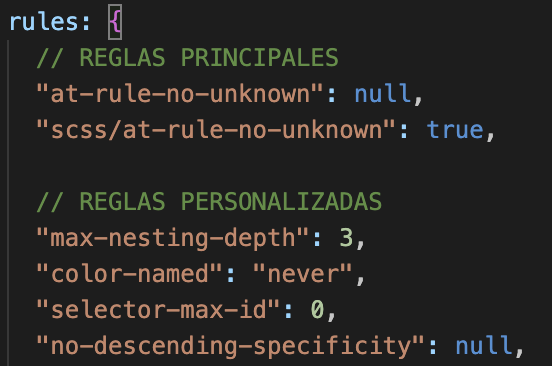 rules: {
// REGLAS PRINCIPALES
"at-rule-no-unknown": null,
"scss/at-rule-no-unknown": true,
// REGLAS PERSONALIZADAS
"max-nesting-depth": 3,
"color-named": "never",
"selector-max-id": 0,
"no-descending-specificity": null,